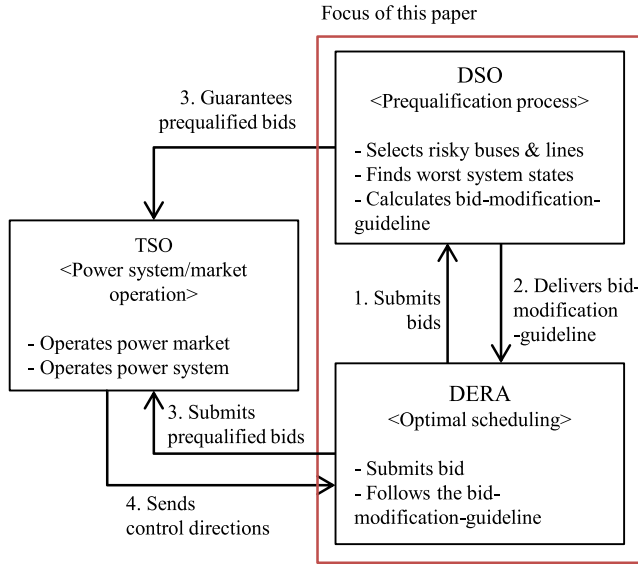 Focus of this paper
DSO
<Prequalification process>
- Selects risky buses & lines
- Finds worst system states
- Calculates bid-modification-
guideline
3. Guarantees
prequalified bids
TSO
<Power system/market
operation>
- Operates power market
- Operates power system
1. Submits
bids
2. Delivers bid-
modification
-guideline
DERA
<Optimal scheduling>
- Submits bid
- Follows the bid-
modification-guideline
3. Submits
prequalified bids
4. Sends
control directions